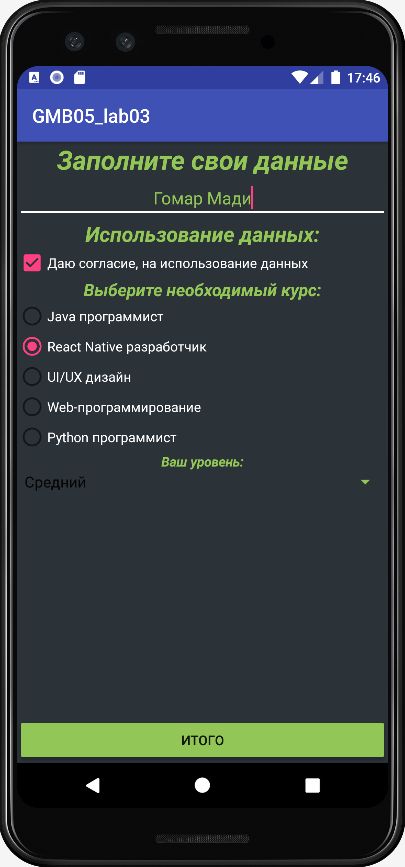 17:46
GMB05_lab03
Заполните свои данные
Гомар Мади
Использование данных:
Даю согласие, на использование данных
Выберите необходимый курс:
Java программист
React Native разработчик
UI/UX дизайн
Web-программирование
Python программист
Ваш уровень:
Средний
ИТОГО